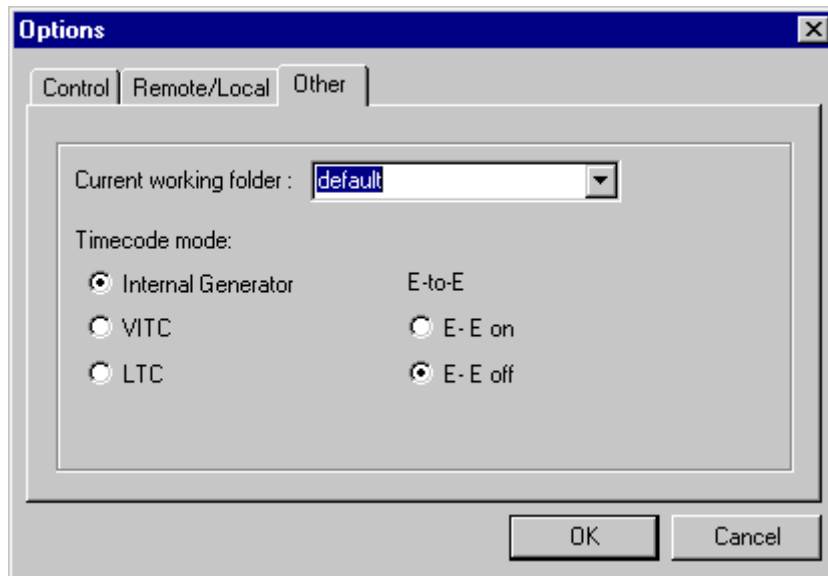 Options
Control Remote/Local Other
Current working folder : default
Timecode mode:
Internal Generator E-to-E
VITC E- E on
LTC E- E off
OK Cancel